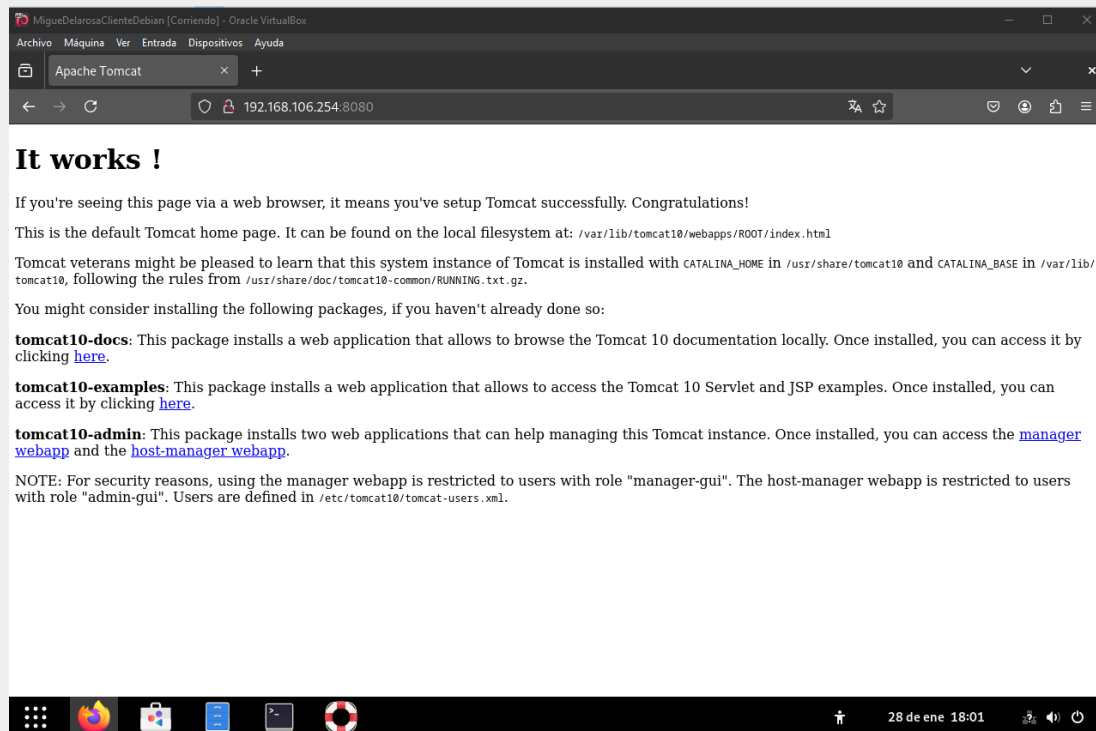 MigueDelarosaClienteDebian [Corriendo] - Oracle VirtualBox
Archivo Máquina Ver Entrada Dispositivos Ayuda
Apache Tomcat
192.168.106.254:8080
It works !
If you're seeing this page via a web browser, it means you've setup Tomcat successfully. Congratulations!
This is the default Tomcat home page. It can be found on the local filesystem at: /var/lib/tomcat10/webapps/ROOT/index.html
Tomcat veterans might be pleased to learn that this system instance of Tomcat is installed with CATALINA_HOME in /usr/share/tomcat10 and CATALINA_BASE in /var/lib/
tomcat10, following the rules from /usr/share/doc/tomcat10-common/RUNNING.txt.gz.
You might consider installing the following packages, if you haven't already done so:
tomcat10-docs: This package installs a web application that allows to browse the Tomcat 10 documentation locally. Once installed, you can access it by
clicking here.
tomcat10-examples: This package installs a web application that allows to access the Tomcat 10 Servlet and JSP examples. Once installed, you can
access it by clicking here.
tomcat10-admin: This package installs two web applications that can help managing this Tomcat instance. Once installed, you can access the manager
webapp and the host-manager webapp.
NOTE: For security reasons, using the manager webapp is restricted to users with role "manager-gui". The host-manager webapp is restricted to users
with role "admin-gui". Users are defined in /etc/tomcat10/tomcat-users.xml.
28 de ene 18:01